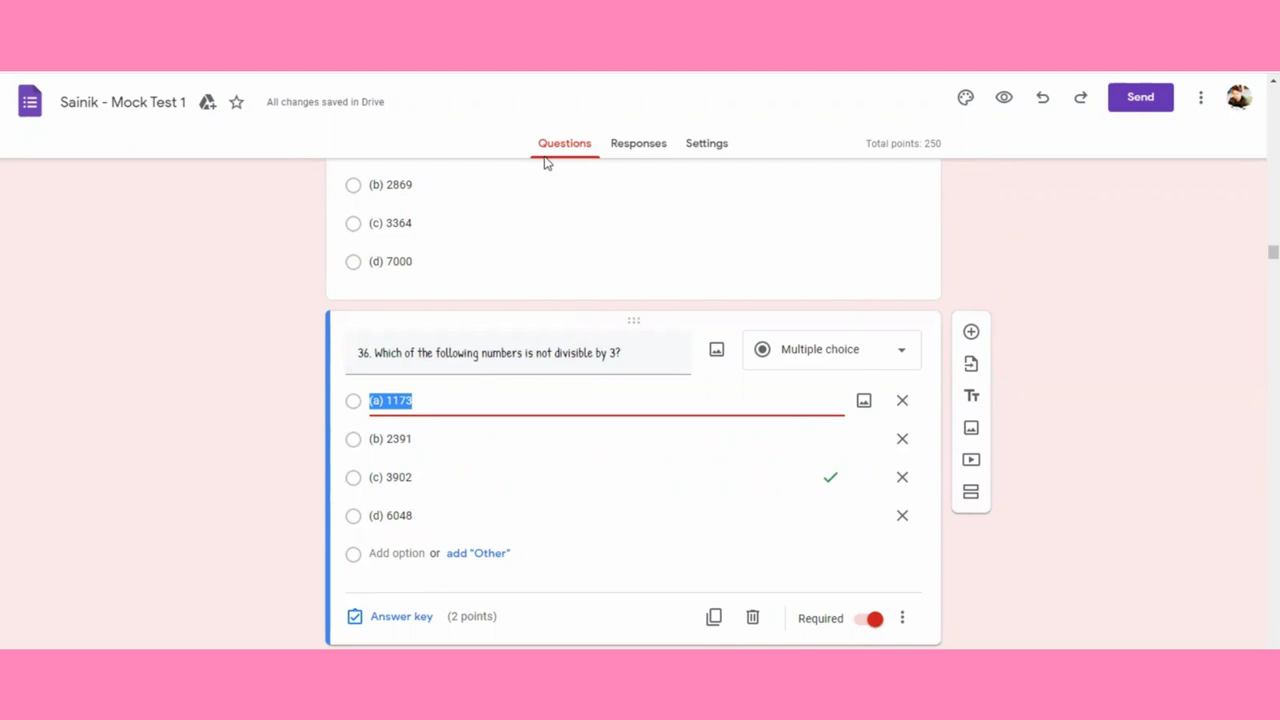 Sainik - Mock Test 1
All changes saved in Drive
Send
Questions
Responses
Settings
Total points: 250
(b) 2869
(c) 3364
(d) 7000
36. Which of the following numbers is not divisible by 3?
Multiple choice
(a) 1173
(b) 2391
(c) 3902
(d) 6048
Add option or add "Other"
Answer key (2 points)
Required
Tт